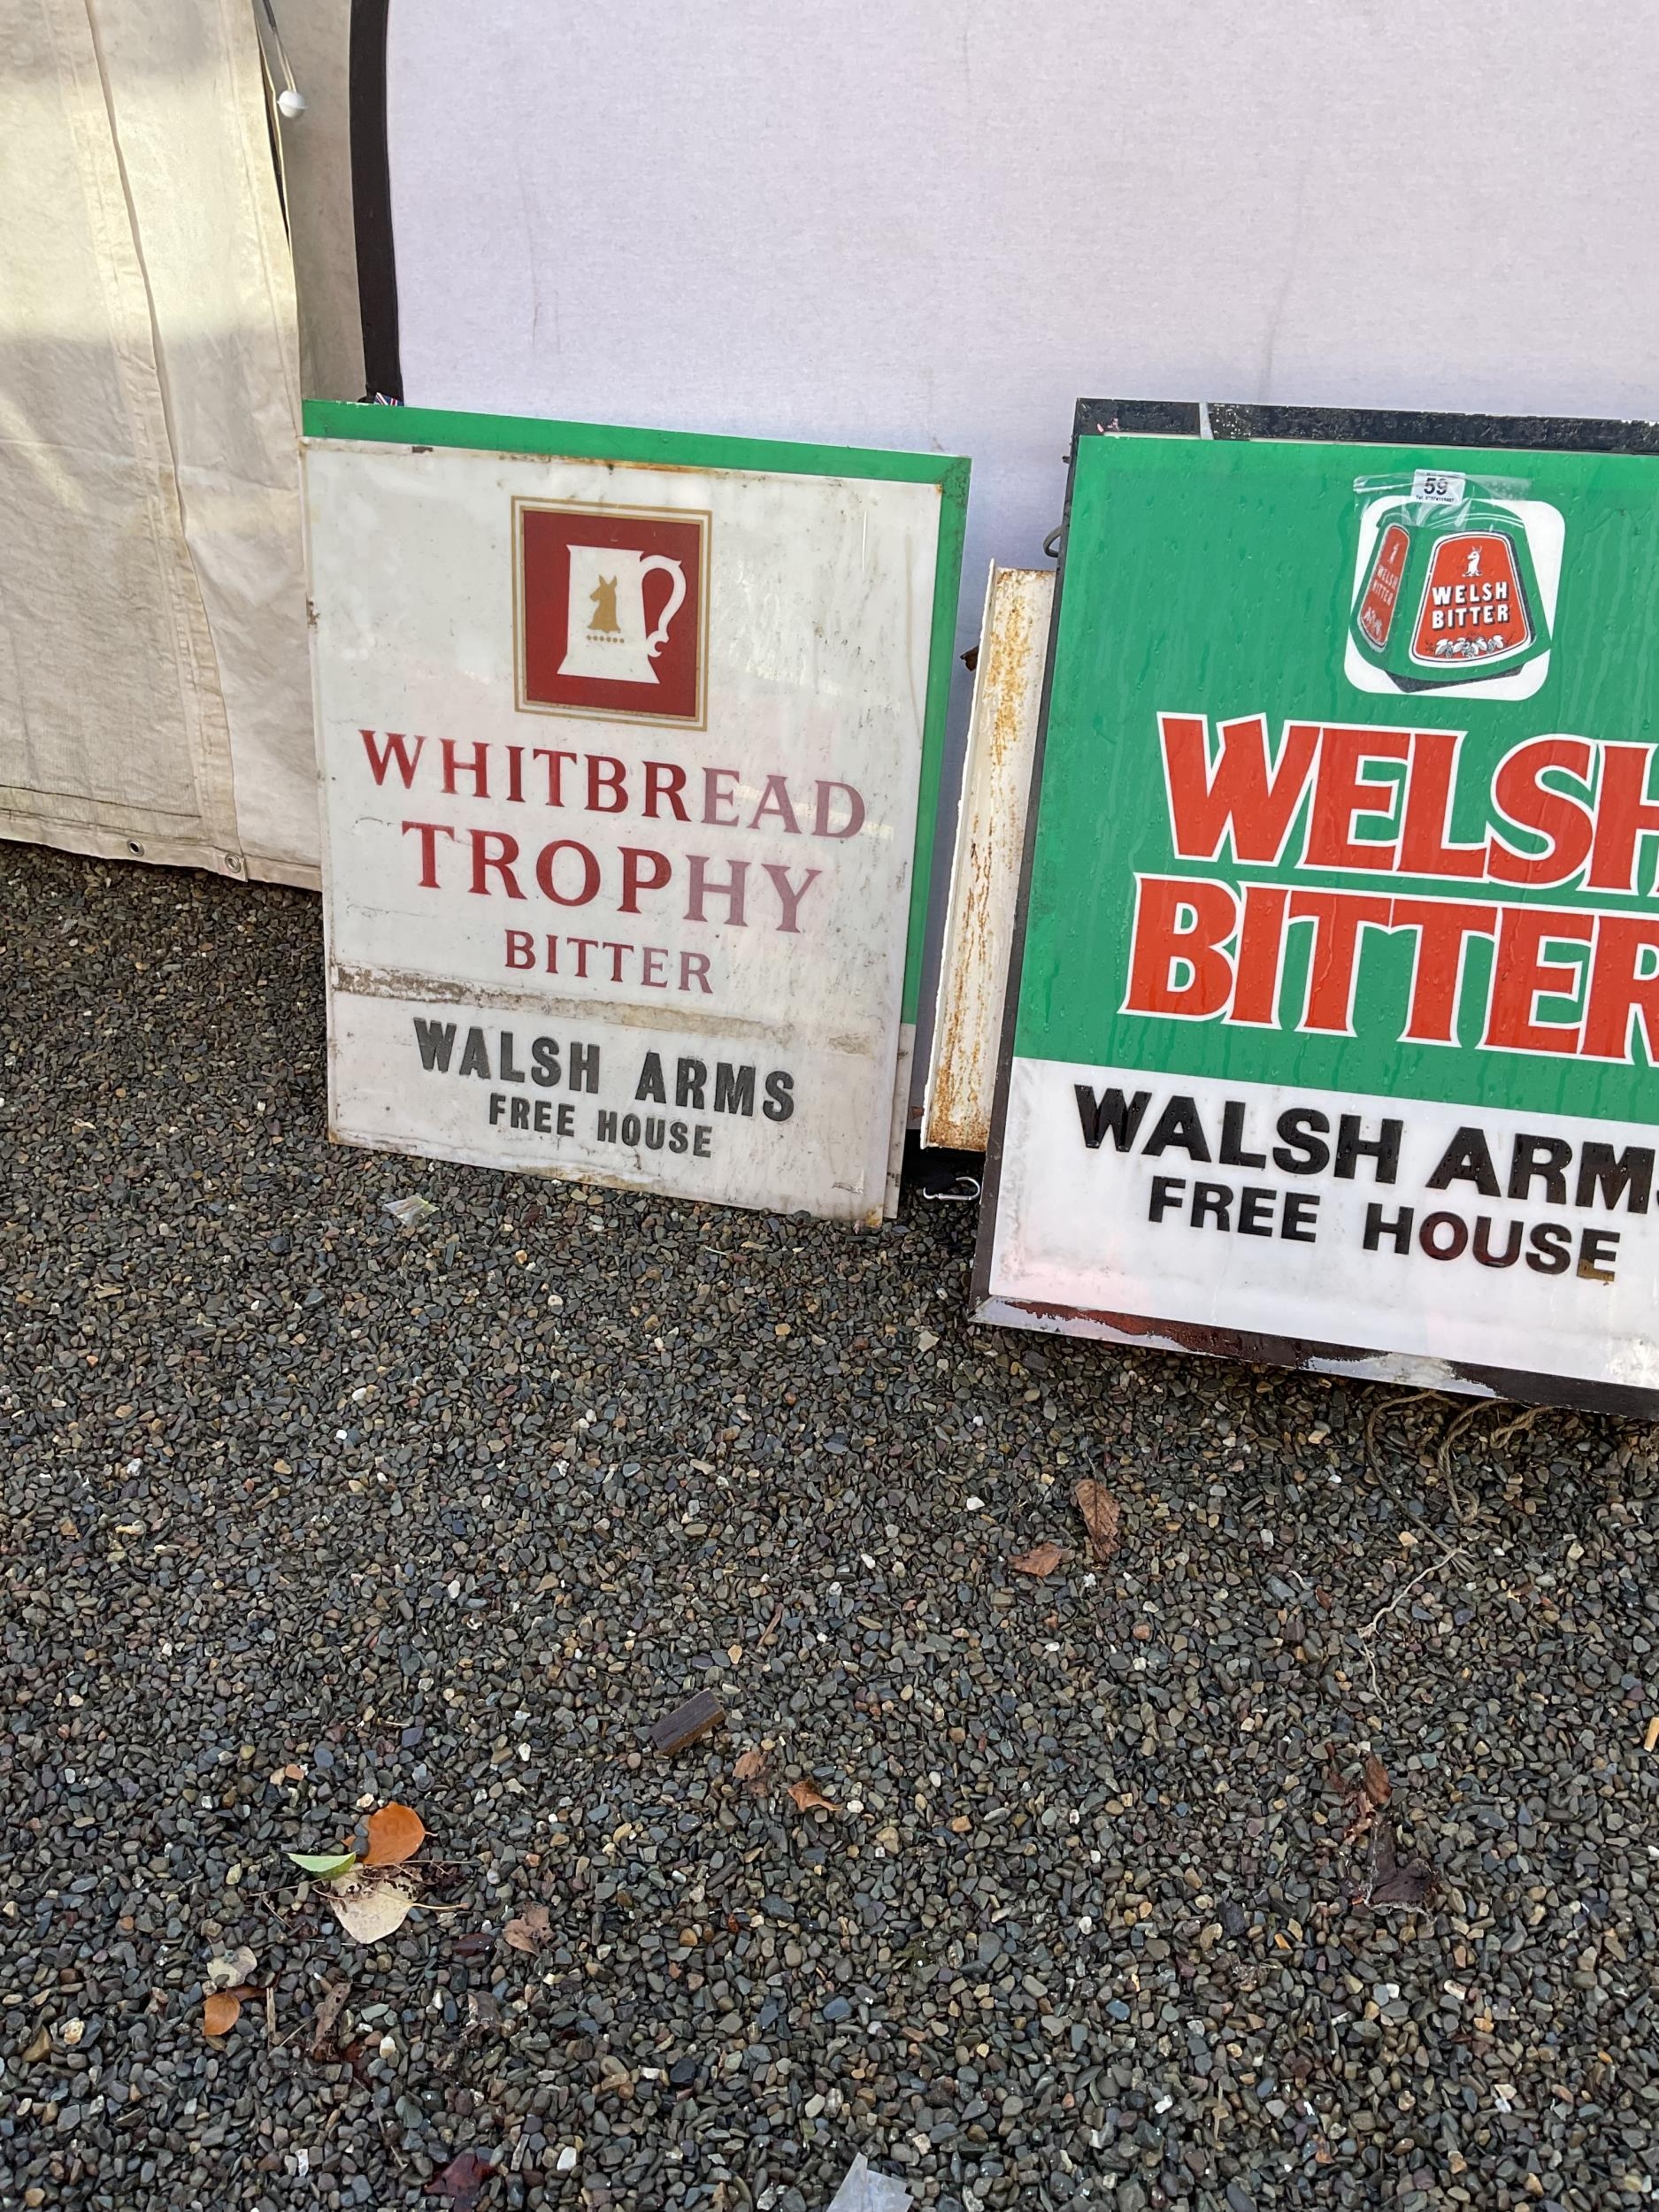 WHITBREAD
TROPHY
BITTER
WALSH ARMS
FREE HOUSE
59
WELSH
BITTER
WELSH
BITTER
WELSH
BITTER
WALSH ARMS
FREE HOUSE